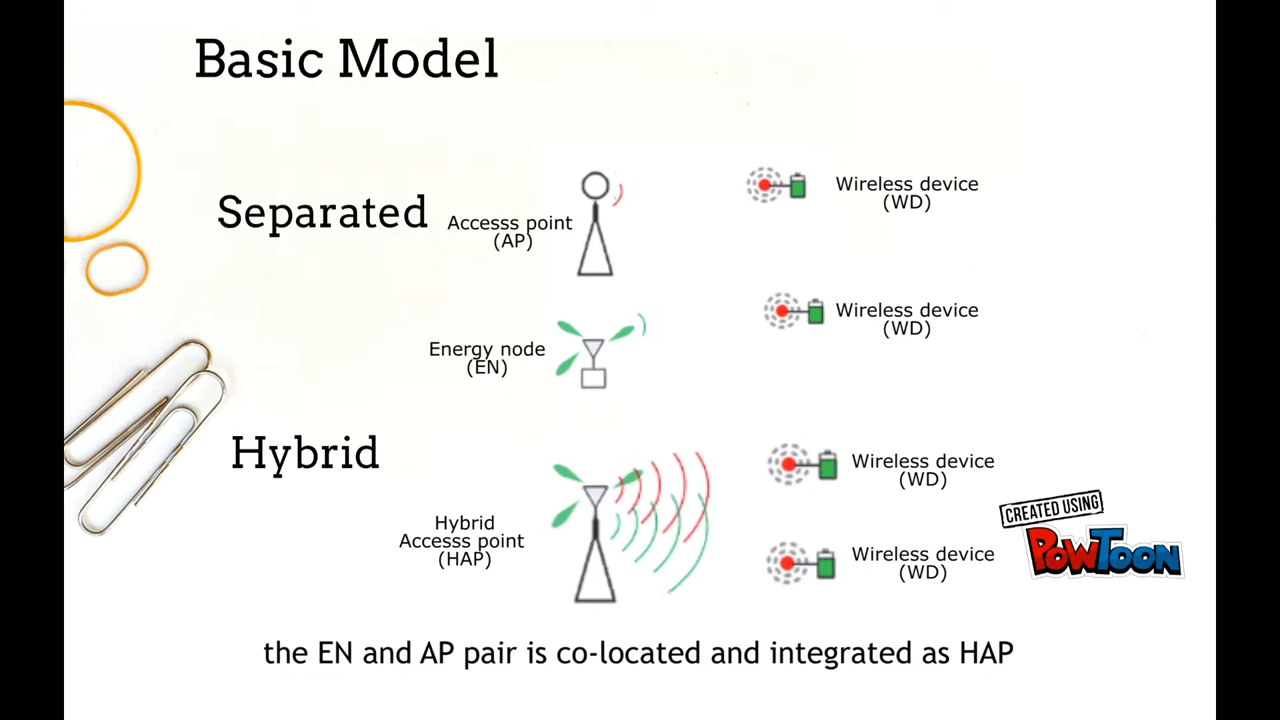 Basic Model
Separated
Accesss point
(AP)
Wireless device
(WD)
Energy node
(EN)
Wireless device
(WD)
Hybrid
Hybrid
Accesss point
(HAP)
Wireless device
(WD)
Wireless device
(WD)
CREATED USING
POWTOON
the EN and AP pair is co-located and integrated as HAP